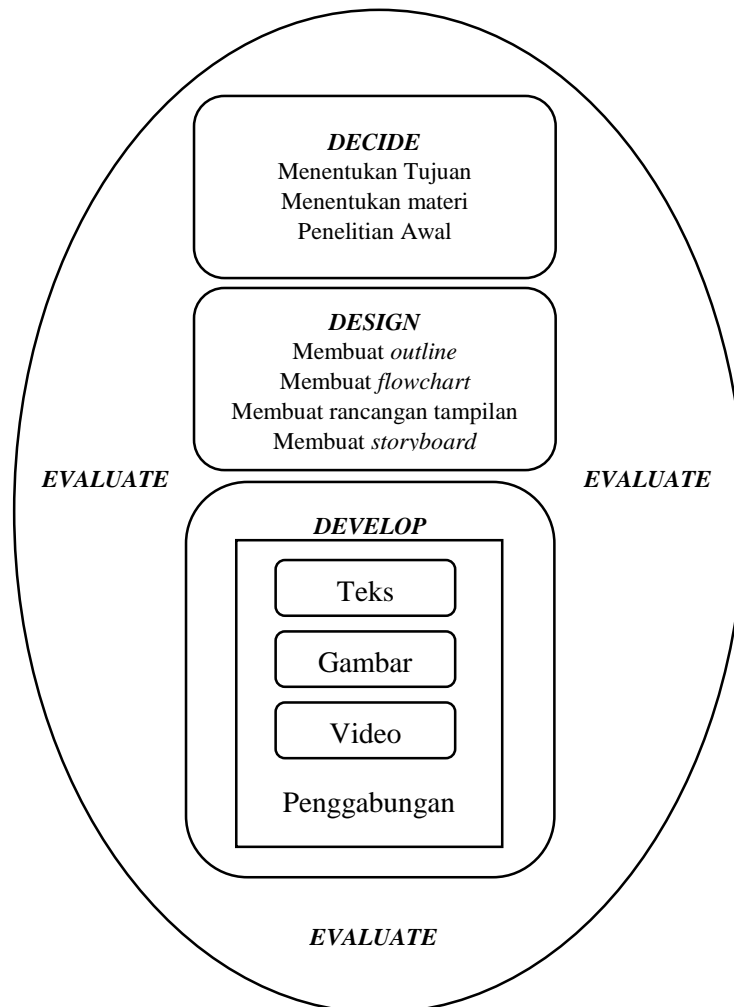 DECIDE
Menentukan Tujuan
Menentukan materi
Penelitian Awal
DESIGN
Membuat outline
Membuat flowchart
Membuat rancangan tampilan
Membuat storyboard
EVALUATE
EVALUATE
DEVELOP
Teks
Gambar
Video
Penggabungan
EVALUATE